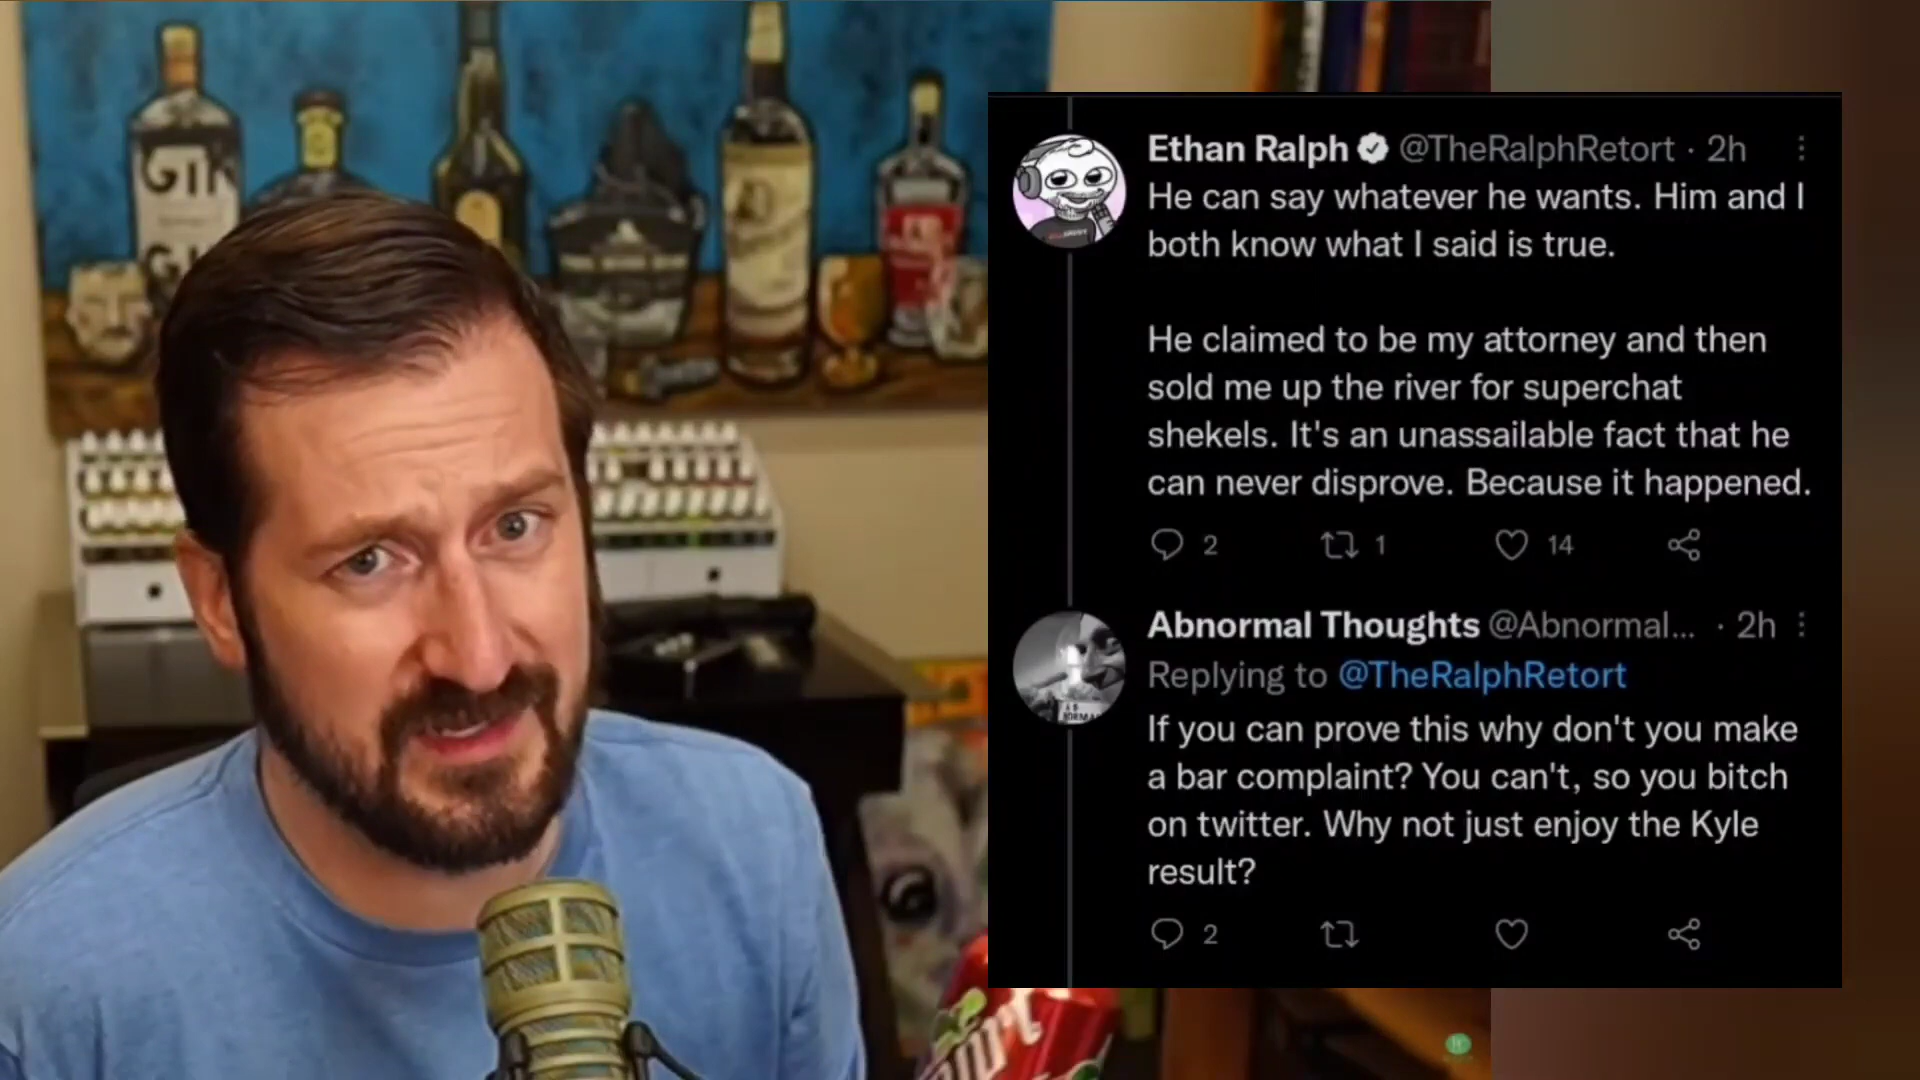 GIN
Ethan Ralph @TheRalphRetort · 2h
He can say whatever he wants. Him and I
both know what I said is true.
He claimed to be my attorney and then
sold me up the river for superchat
shekels. It's an unassailable fact that he
can never disprove. Because it happened.
2 1 14
Abnormal Thoughts @Abnormal... · 2h
Replying to @TheRalphRetort
If you can prove this why don't you make
a bar complaint? You can't, so you bitch
on twitter. Why not just enjoy the Kyle
result?
2